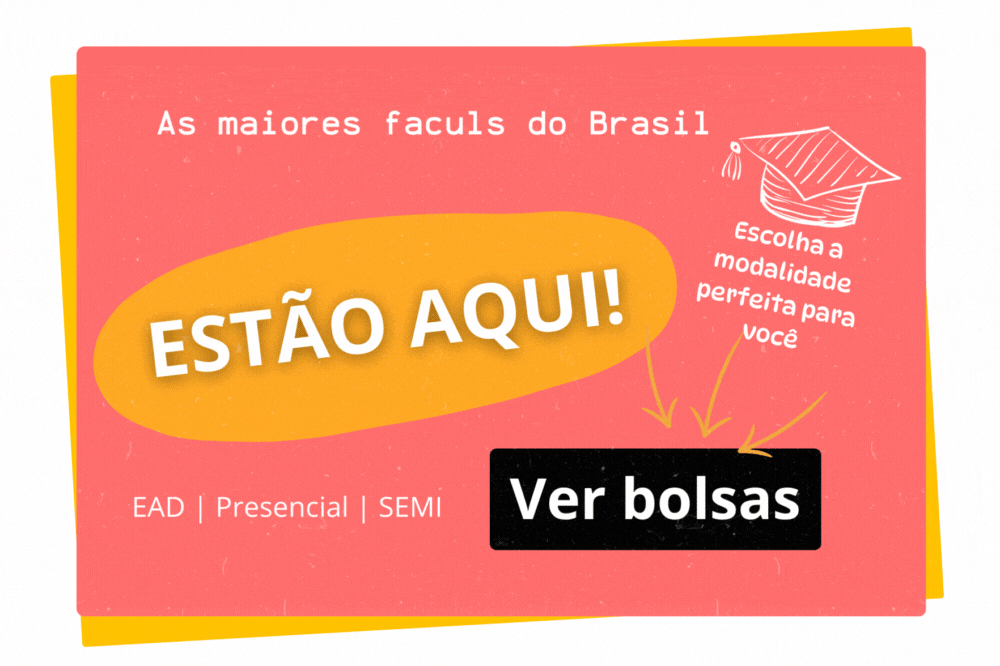 As maiores faculs do Brasil
Escolha a
modalidade
perfeita para
você
ESTÃO AQUI!
EAD | Presencial | SEMI
Ver bolsas